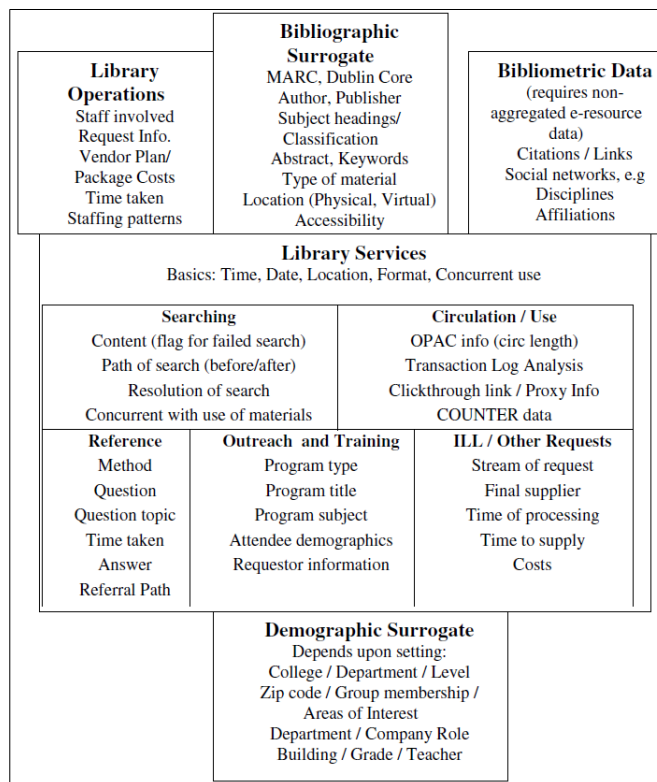 Library
Operations
Staff involved
Request Info.
Vendor Plan/
Package Costs
Time taken
Staffing patterns
Bibliographic
Surrogate
MARC, Dublin Core
Author, Publisher
Subject headings/
Classification
Abstract, Keywords
Type of material
Location (Physical, Virtual)
Accessibility
Bibliometric Data
(requires non-
aggregated e-resource
data)
Citations / Links
Social networks, e.g
Disciplines
Affiliations
Library Services
Basics: Time, Date, Location, Format, Concurrent use
Searching
Content (flag for failed search)
Path of search (before/after)
Resolution of search
Concurrent with use of materials
Circulation / Use
OPAC info (circ length)
Transaction Log Analysis
Clickthrough link / Proxy Info
COUNTER data
Reference
Method
Question
Question topic
Time taken
Answer
Referral Path
Outreach and Training
Program type
Program title
Program subject
Attendee demographics
Requestor information
ILL / Other Requests
Stream of request
Final supplier
Time of processing
Time to supply
Costs
Demographic Surrogate
Depends upon setting:
College / Department / Level
Zip code / Group membership /
Areas of Interest
Department / Company Role
Building / Grade / Teacher